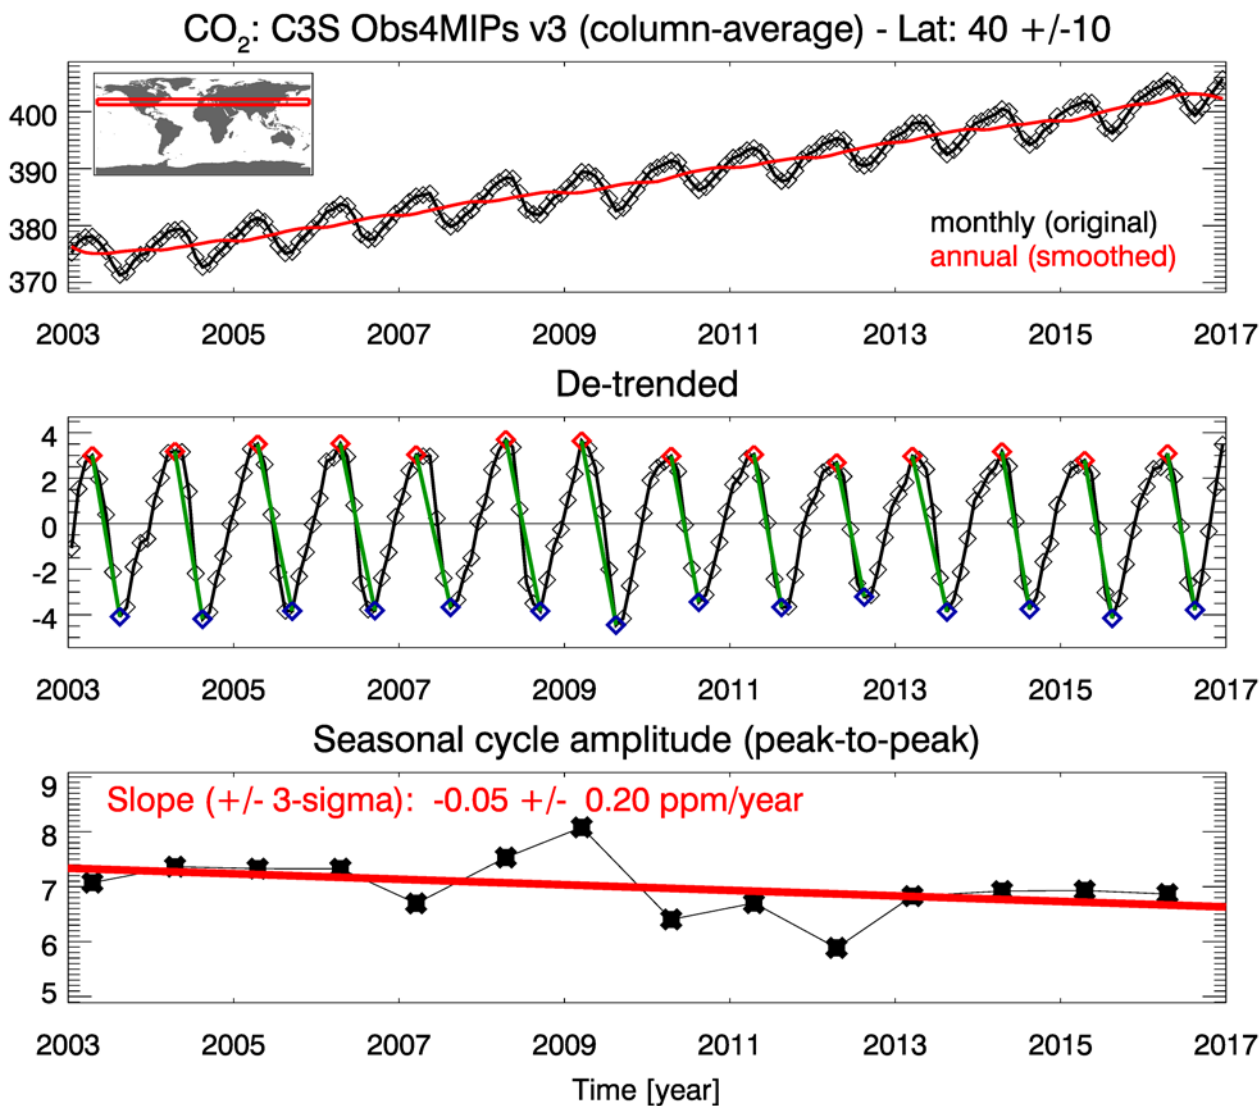 CO₂: C3S Obs4MIPs v3 (column-average) - Lat: 40 +/-10
400
390
380
370
monthly (original)
annual (smoothed)
2003 2005 2007 2009 2011 2013 2015 2017
De-trended
4
2
0
-2
-4
2003 2005 2007 2009 2011 2013 2015 2017
Seasonal cycle amplitude (peak-to-peak)
9
Slope (+/- 3-sigma): -0.05 +/- 0.20 ppm/year
8
7
6
5
2003 2005 2007 2009 2011 2013 2015 2017
Time [year]